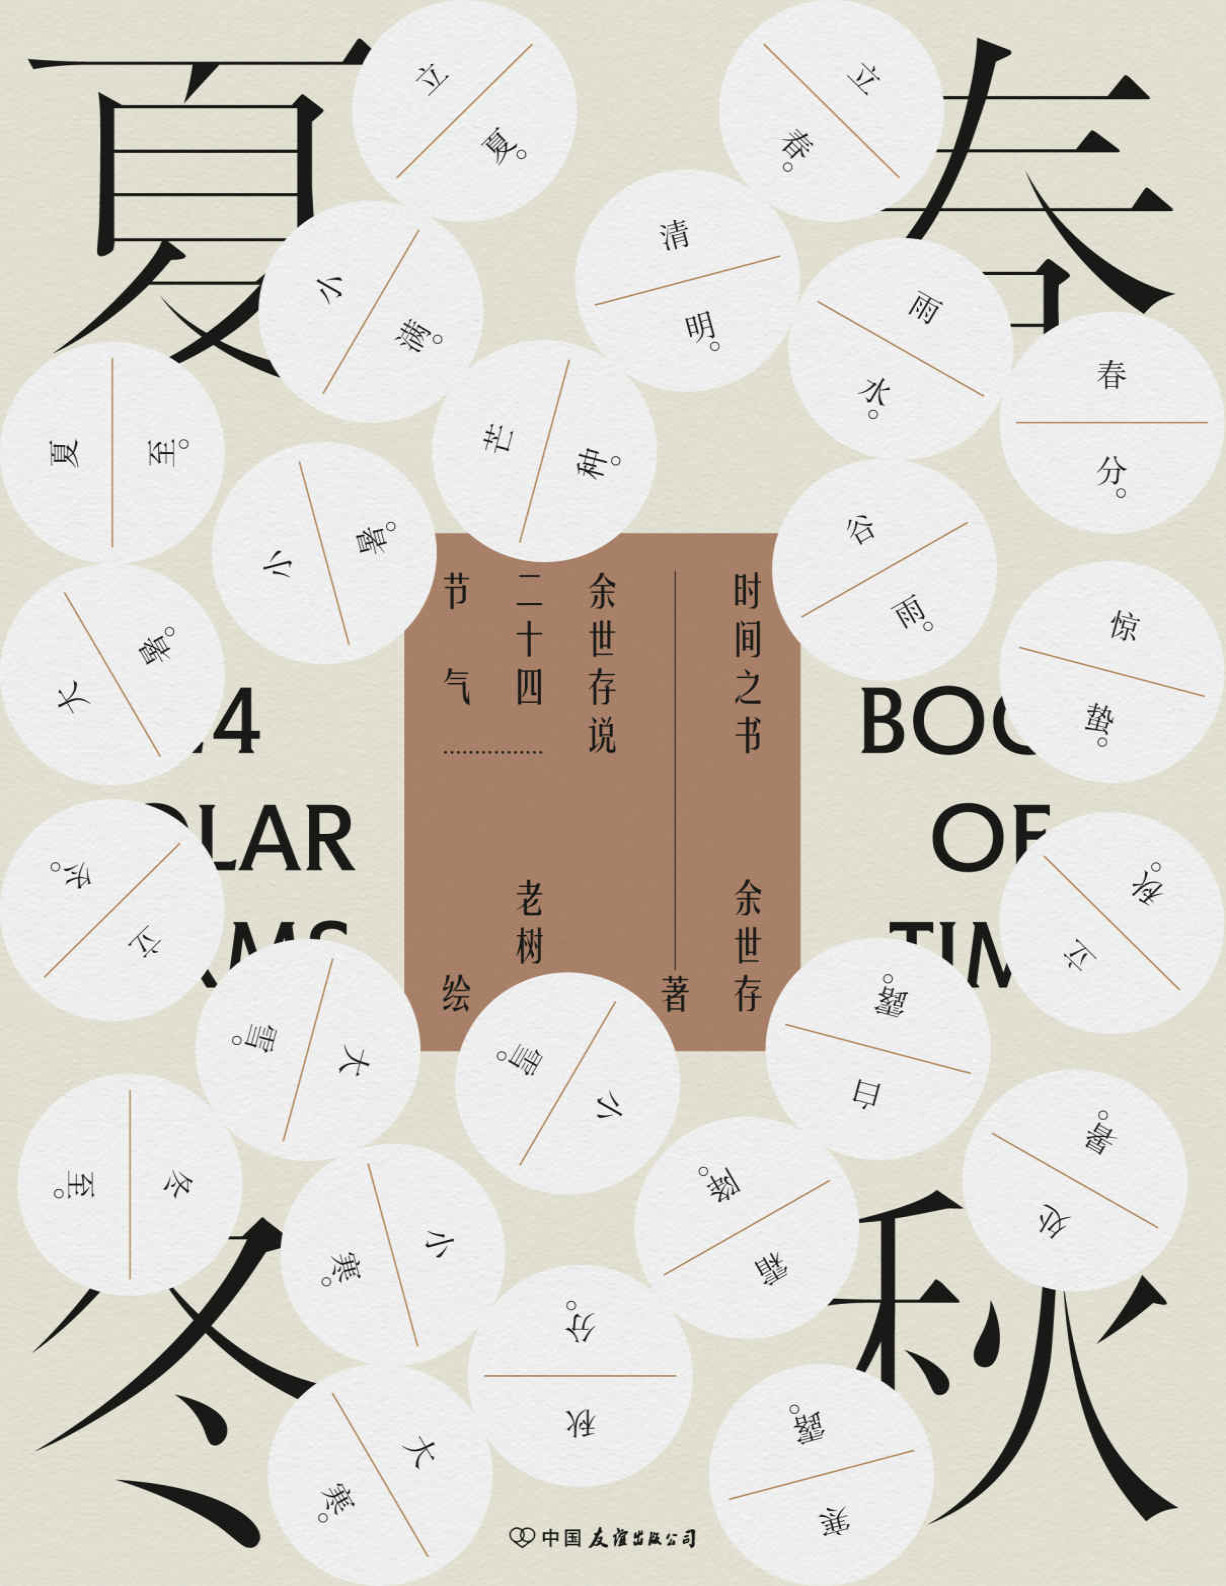 夏
春
立夏。
立春。
清明。
小满。
雨水。
春分。
芒种。
夏至。
小暑。
谷雨。
大暑。
惊蛰。
时间之书
余世存 著
余世存说
二十四
节气
老树
绘
4
LAR
AMS
BOO
OF
TIM
立冬。
立秋。
大雪。
小雪。
白露。
处暑。
冬至。
小寒。
霜降。
秋分。
大寒。
寒露。
冬
秋
中国友谊出版公司